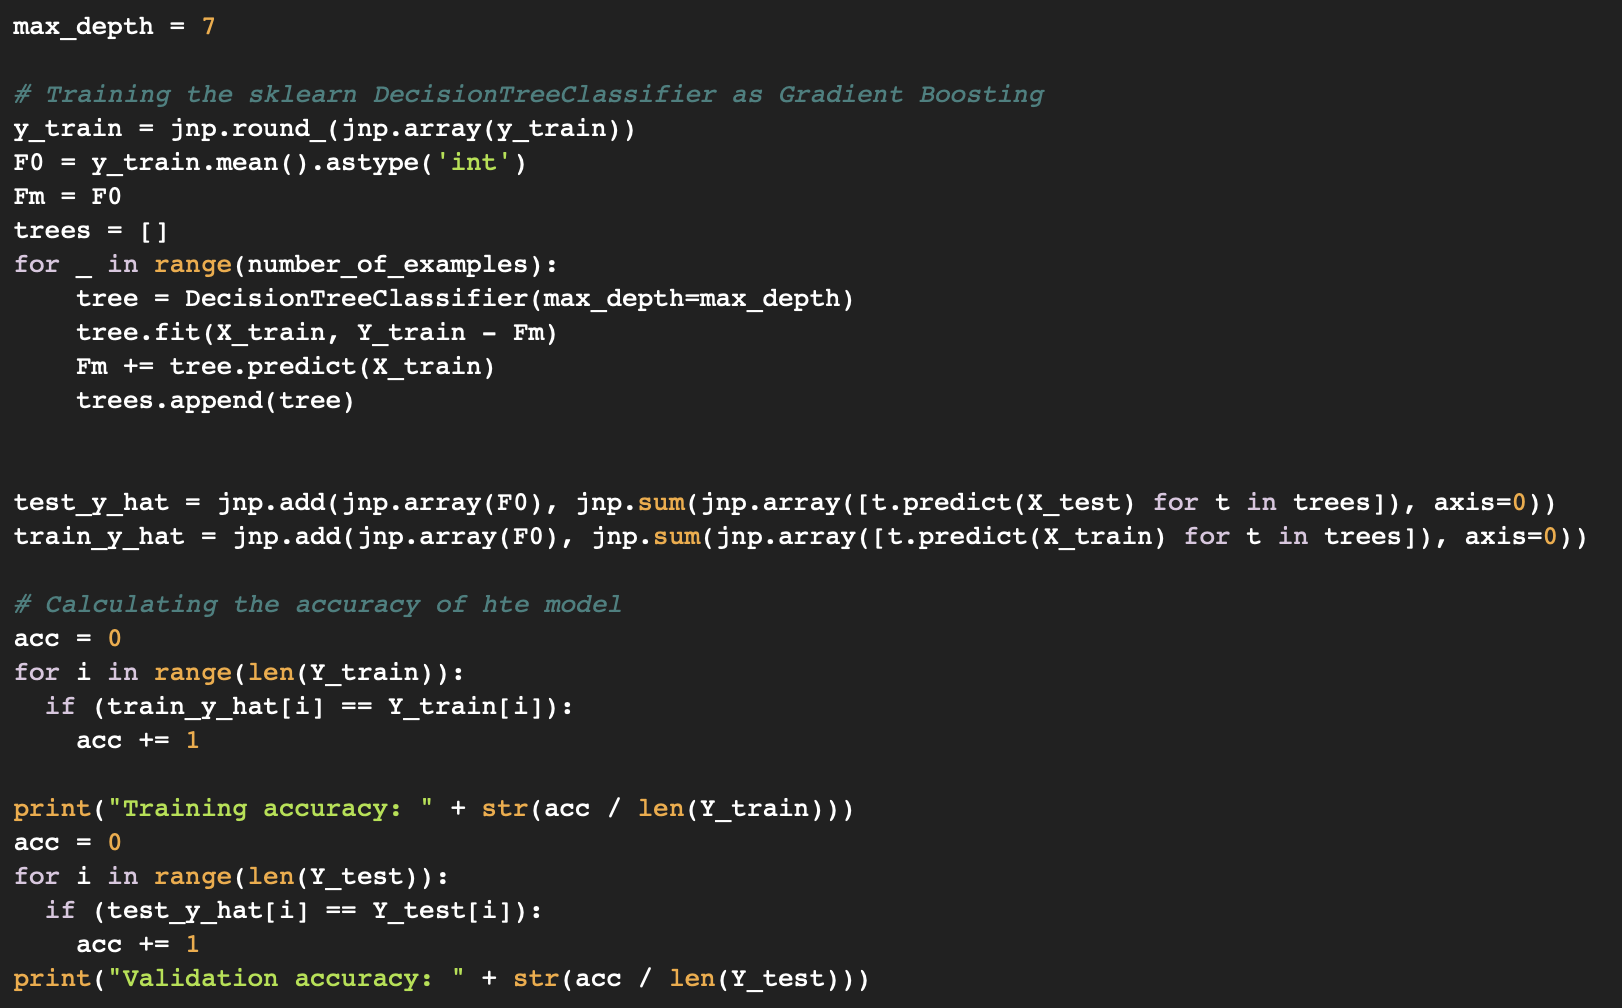 max_depth = 7
# Training the sklearn DecisionTreeClassifier as Gradient Boosting
y_train = jnp.round_(jnp.array(y_train))
F0 = y_train.mean().astype('int')
Fm = F0
trees = []
for _ in range(number_of_examples):
    tree = DecisionTreeClassifier(max_depth=max_depth)
    tree.fit(X_train, Y_train - Fm)
    Fm += tree.predict(X_train)
    trees.append(tree)
test_y_hat = jnp.add(jnp.array(F0), jnp.sum(jnp.array([t.predict(X_test) for t in trees]), axis=0))
train_y_hat = jnp.add(jnp.array(F0), jnp.sum(jnp.array([t.predict(X_train) for t in trees]), axis=0))
# Calculating the accuracy of hte model
acc = 0
for i in range(len(Y_train)):
  if (train_y_hat[i] == Y_train[i]):
    acc += 1
print("Training accuracy: " + str(acc / len(Y_train)))
acc = 0
for i in range(len(Y_test)):
  if (test_y_hat[i] == Y_test[i]):
    acc += 1
print("Validation accuracy: " + str(acc / len(Y_test)))